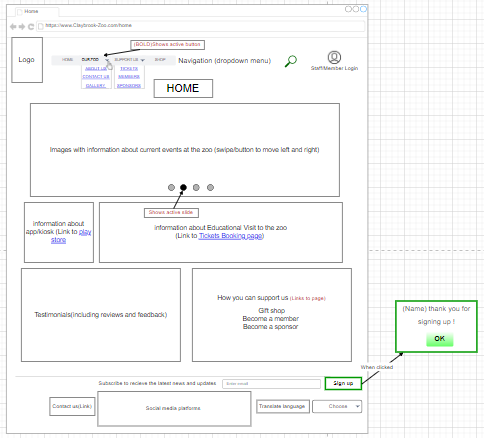 Home
https://www.Claybrook-Zoo.com/home
(BOLD)Shows active button
Logo
HOME OUR ZOO SUPPORT US SHOP
Navigation (dropdown menu)
ABOUT US TICKETS
CONTACT US MEMBERS
GALLERY SPONSORS
Staff/Member Login
HOME
Images with information about current events at the zoo (swipe/button to move left and right)
Shows active slide
information about
app/kiosk (Link to play
store
information about Educational Visit to the zoo
(Link to Tickets Booking page)
Testimonials(including reviews and feedback)
How you can support us (Links to page)
Gift shop
Become a member
Become a sponsor
(Name) thank you for
signing up !
OK
When clicked
Subscribe to recieve the latest news and updates
Enter email
Sign up
Contact us(Link)
Social media platforms
Translate language
Choose